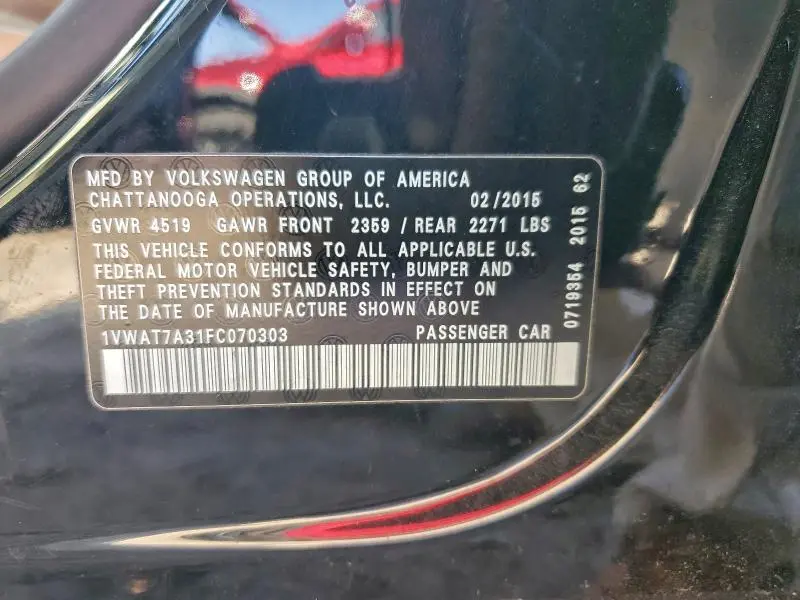 MFD BY VOLKSWAGEN GROUP OF AMERICA
CHATTANOOGA OPERATIONS, LLC. 02/2015
GVWR 4519 GAWR FRONT 2359 / REAR 2271 LBS
THIS VEHICLE CONFORMS TO ALL APPLICABLE U.S.
FEDERAL MOTOR VEHICLE SAFETY, BUMPER AND
THEFT PREVENTION STANDARDS IN EFFECT ON
THE DATE OF MANUFACTURE SHOWN ABOVE
1VWAT7A31FC070303 PASSENGER CAR
0719354 2015 62